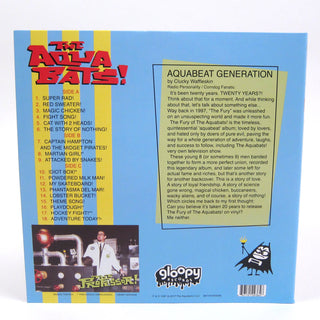 THE
AQUA
BATS!
SIDE A
1. SUPER RAD!
2. RED SWEATER!
3. MAGIC CHICKEN!
4. FIGHT SONG!
5. CAT WITH 2 HEADS!
6. THE STORY OF NOTHING!
SIDE B
7. CAPTAIN HAMPTON
AND THE MIDGET PIRATES!
8. MARTIAN GIRL!
9. ATTACKED BY SNAKES!
SIDE C
10. IDIOT BOX!
11. POWDERED MILK MAN!
12. MY SKATEBOARD!
13. PHANTASMA DEL MAR!
14. LOBSTER BUCKET!
15. THEME SONG!
16. PLAYDOUGH!
17. HOCKEY FIGHT!
18. ADVENTURE TODAY!
AQUABEAT GENERATION
by Clucky Waffleskin
Radio Personality / Corndog Fanatic
It's been twenty years. TWENTY YEARS?!
Think about that for a moment. And while thinking
about that, let's talk about something else.
Way back in 1997, "The Fury" was unleashed
on an unsuspecting world and made it more fun.
The Fury of The Aquabats! is the timeless,
quintessential 'aquabeat' album, loved by lovers,
and hated only by doers of pure evil, paving the
way for a whole generation of adventure, laughs
and success to follow, including The Aquabats!
very own television show.
These young 8 (or sometimes 9) men banded
together to form a more perfect union, recorded
this legendary album, and later some left for
actual fame and riches, but that's another story
for another backcover. This is a story of love.
A story of loyal friendship. A story of science
gone wrong, magical chicken, buccaneers,
wacky aliens, and of course, a story of nothing!
Which circles me back to my first thought:
Can you believe it's taken 20 years to release
The Fury of The Aquabats! on vinyl?
Me neither.
PROFESSOR!
gloopy
RECORDS